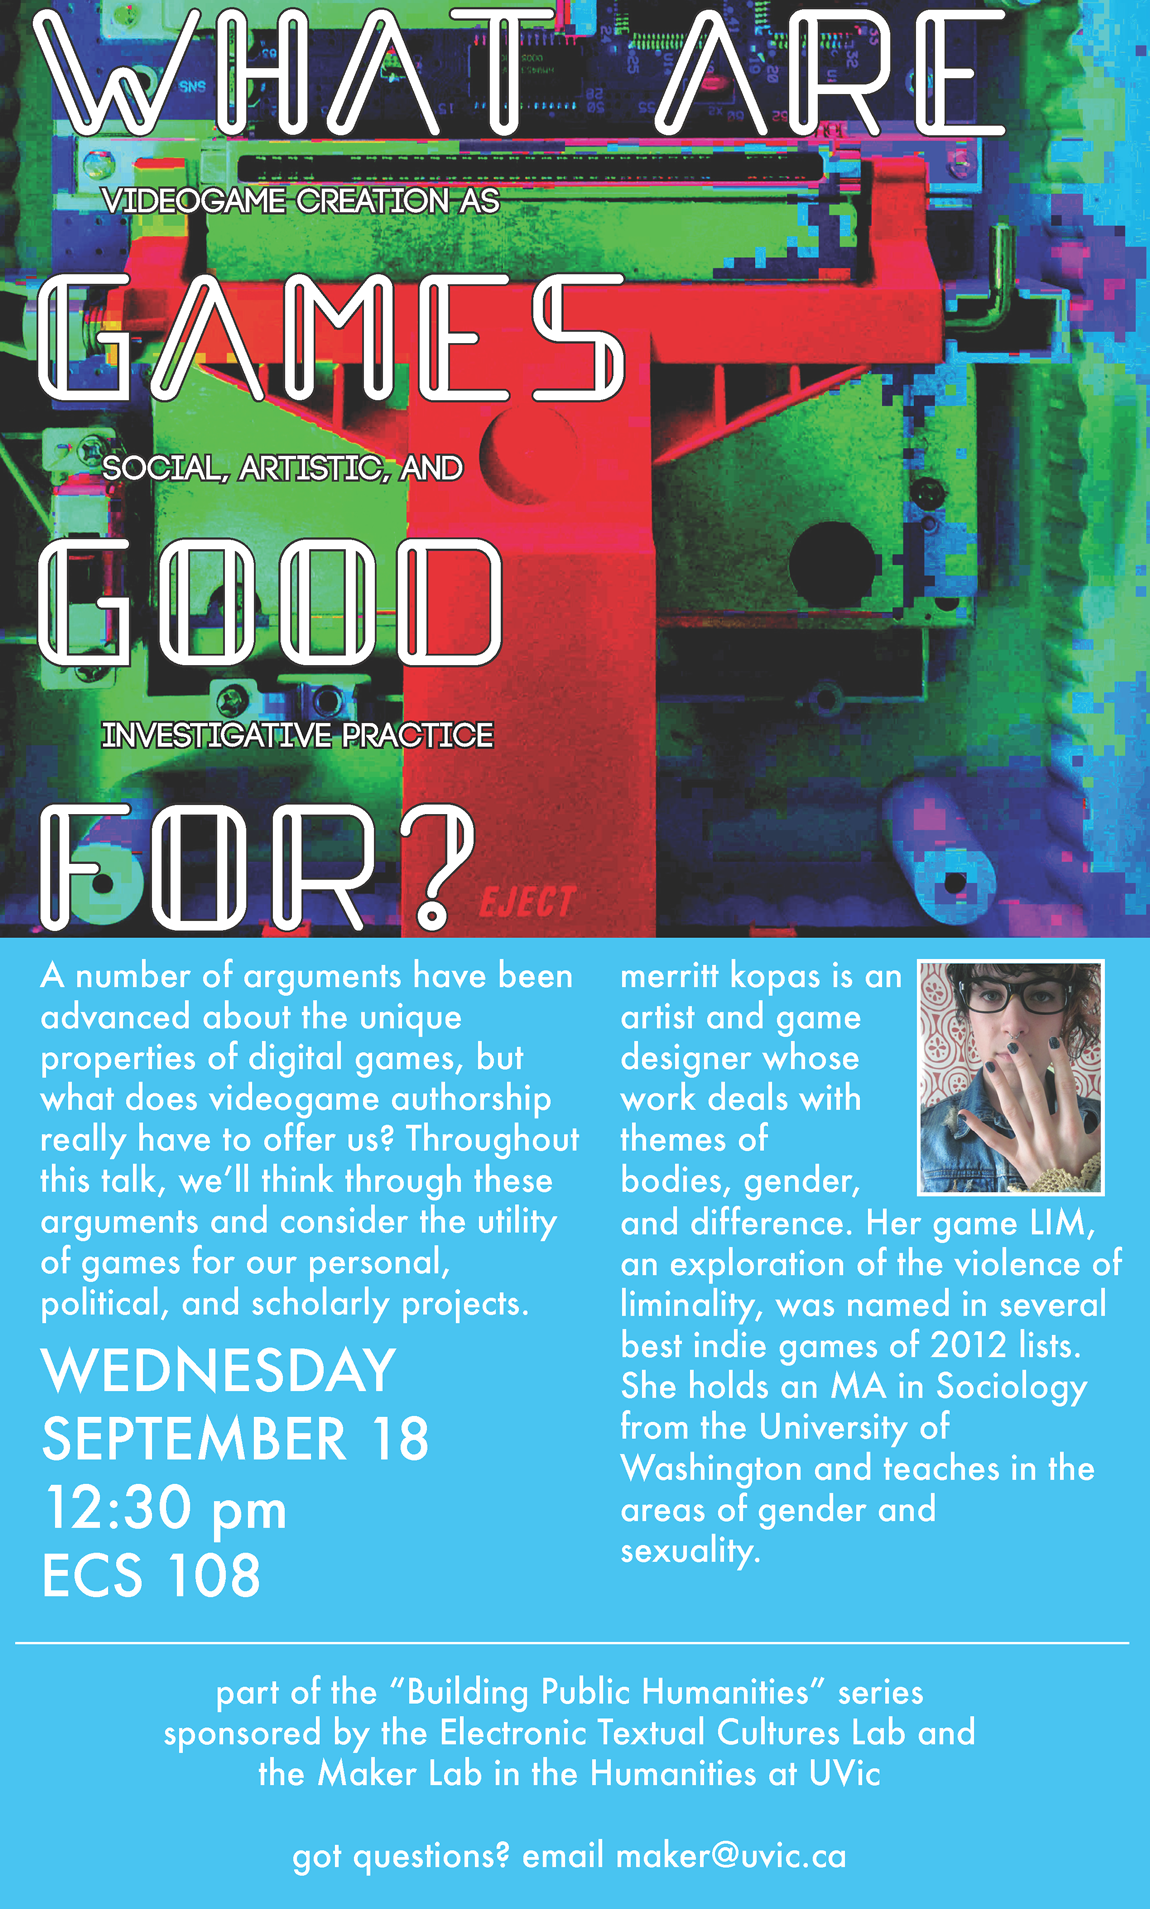 WHAT ARE
VIDEOGAME CREATION AS
GAMES
SOCIAL, ARTISTIC, AND
GOOD
INVESTIGATIVE PRACTICE
FOR?
EJECT
A number of arguments have been
advanced about the unique
properties of digital games, but
what does videogame authorship
really have to offer us? Throughout
this talk, we’ll think through these
arguments and consider the utility
of games for our personal,
political, and scholarly projects.
WEDNESDAY
SEPTEMBER 18
12:30 pm
ECS 108
merritt kopas is an
artist and game
designer whose
work deals with
themes of
bodies, gender,
and difference. Her game LIM,
an exploration of the violence of
liminality, was named in several
best indie games of 2012 lists.
She holds an MA in Sociology
from the University of
Washington and teaches in the
areas of gender and
sexuality.
part of the “Building Public Humanities” series
sponsored by the Electronic Textual Cultures Lab and
the Maker Lab in the Humanities at UVic
got questions? email maker@uvic.ca